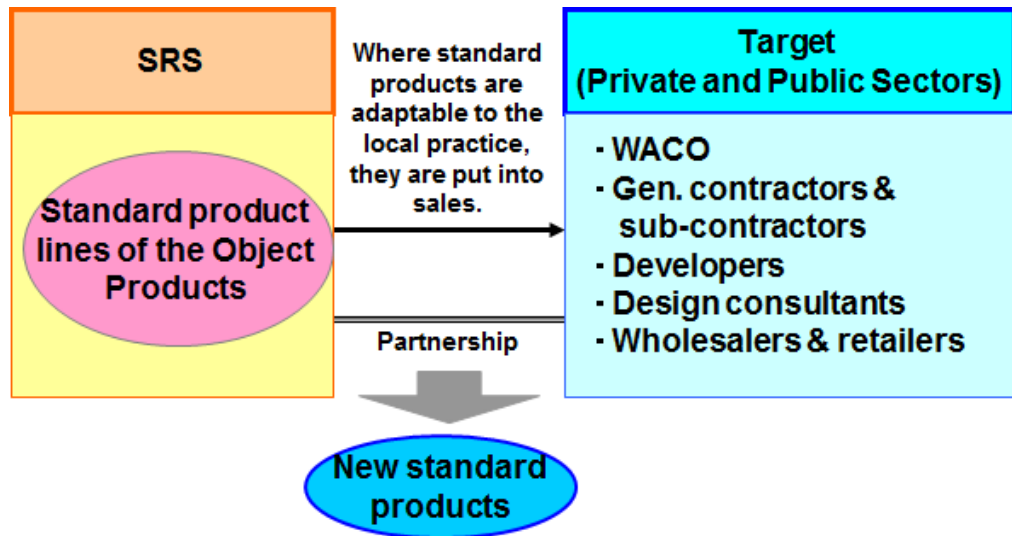 SRS
Standard product
lines of the Object
Products
Where standard
products are
adaptable to the
local practice,
they are put into
sales.
Partnership
Target
(Private and Public Sectors)
- WACO
- Gen. contractors &
sub-contractors
- Developers
- Design consultants
- Wholesalers & retailers
New standard
products